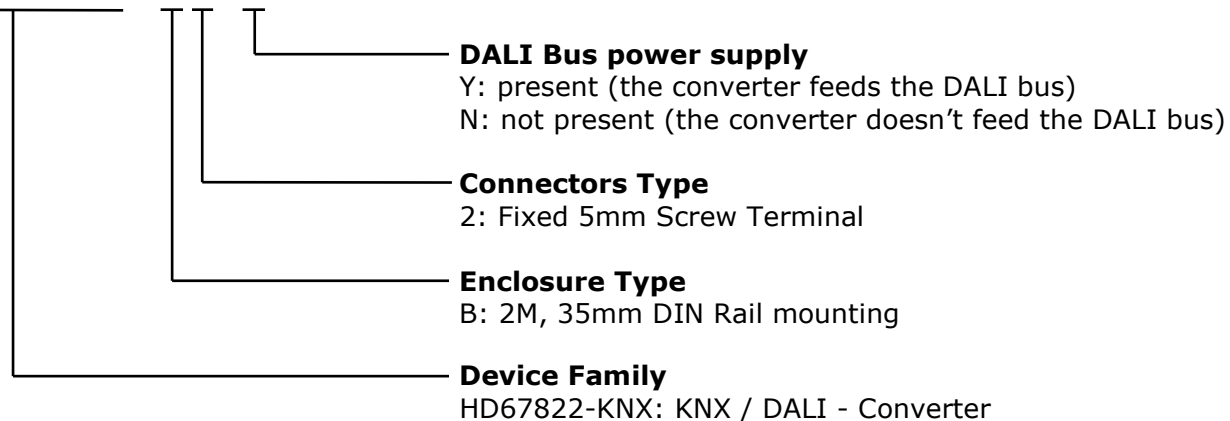 DALI Bus power supply
Y: present (the converter feeds the DALI bus)
N: not present (the converter doesn’t feed the DALI bus)
Connectors Type
2: Fixed 5mm Screw Terminal
Enclosure Type
B: 2M, 35mm DIN Rail mounting
Device Family
HD67822-KNX: KNX / DALI - Converter